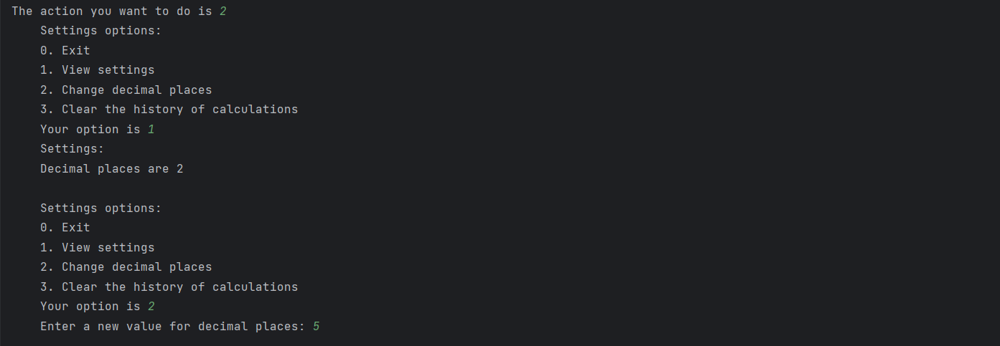 The action you want to do is 2
Settings options:
0. Exit
1. View settings
2. Change decimal places
3. Clear the history of calculations
Your option is 1
Settings:
Decimal places are 2
Settings options:
0. Exit
1. View settings
2. Change decimal places
3. Clear the history of calculations
Your option is 2
Enter a new value for decimal places: 5